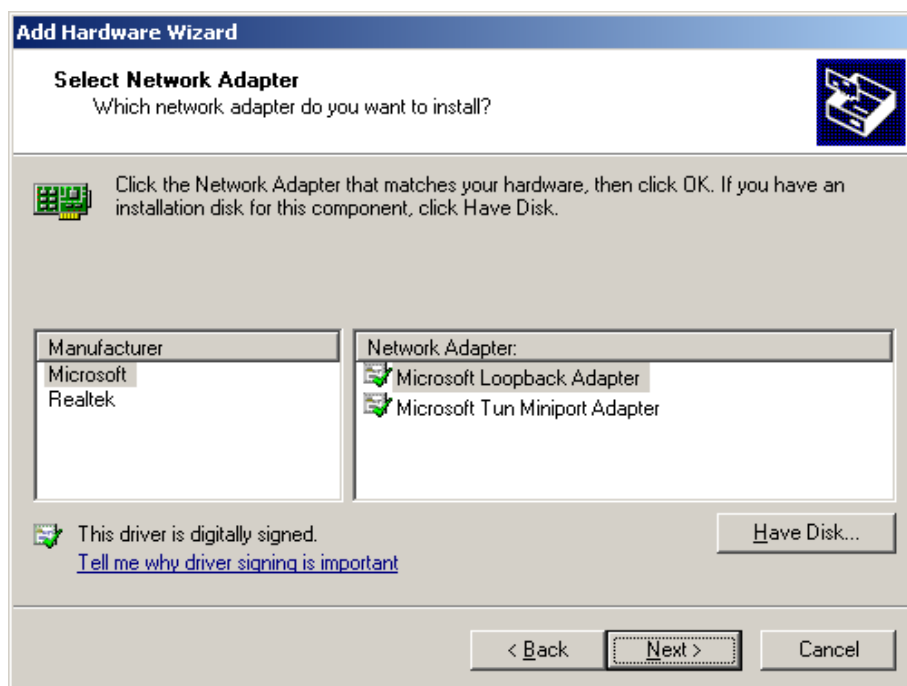 Add Hardware Wizard
Select Network Adapter
Which network adapter do you want to install?
Click the Network Adapter that matches your hardware, then click OK. If you have an
installation disk for this component, click Have Disk.
Manufacturer
Microsoft
Realtek
Network Adapter:
Microsoft Loopback Adapter
Microsoft Tun Miniport Adapter
This driver is digitally signed.
Tell me why driver signing is important
Have Disk...
< Back
Next >
Cancel